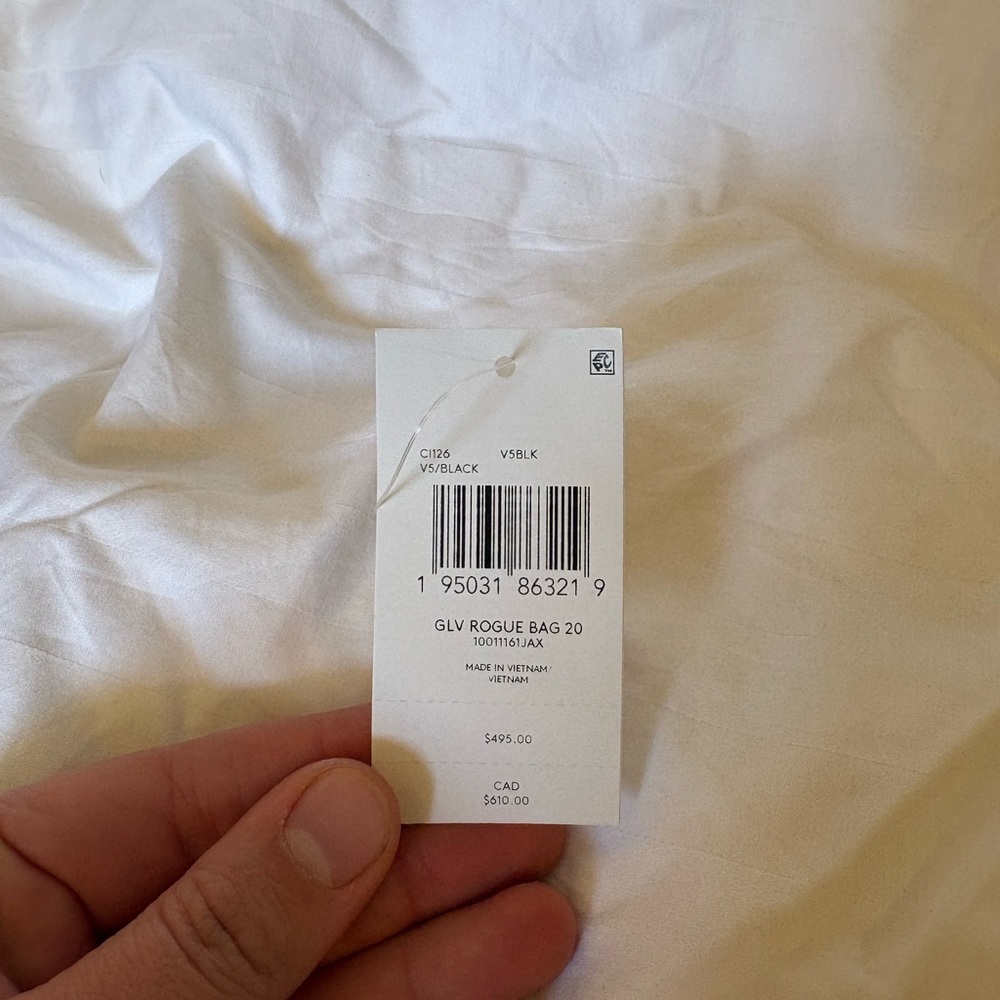 EPC
CI126 V5BLK
V5/BLACK
1 95031 86321 9
GLV ROGUE BAG 20
10011161JAX
MADE IN VIETNAM/
VIETNAM
$495.00
CAD
$610.00